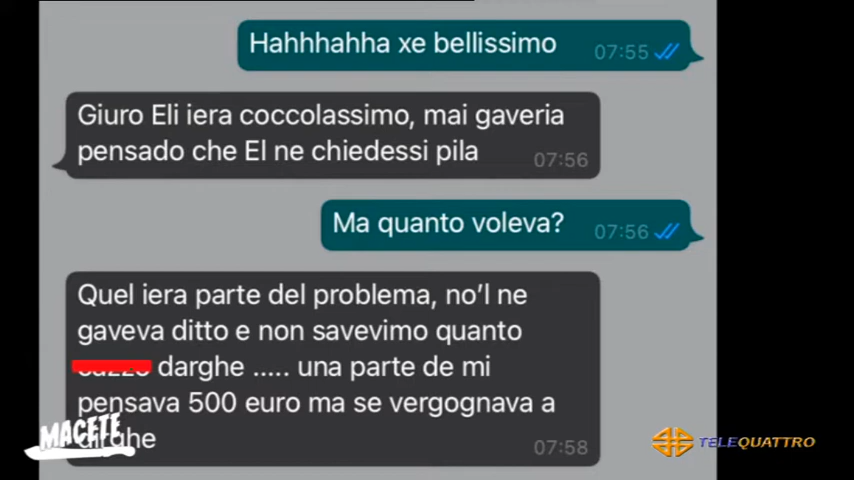 Hahhhahha xe bellissimo 07:55
Giuro Eli iera coccolassimo, mai gaveria
pensado che El ne chiedessi pila 07:56
Ma quanto voleva? 07:56
Quel iera parte del problema, no'l ne
gaveva ditto e non savevimo quanto
darghe ..... una parte de mi
pensava 500 euro ma se vergognava a
dirghe 07:58
MACETE
TELEQUATTRO